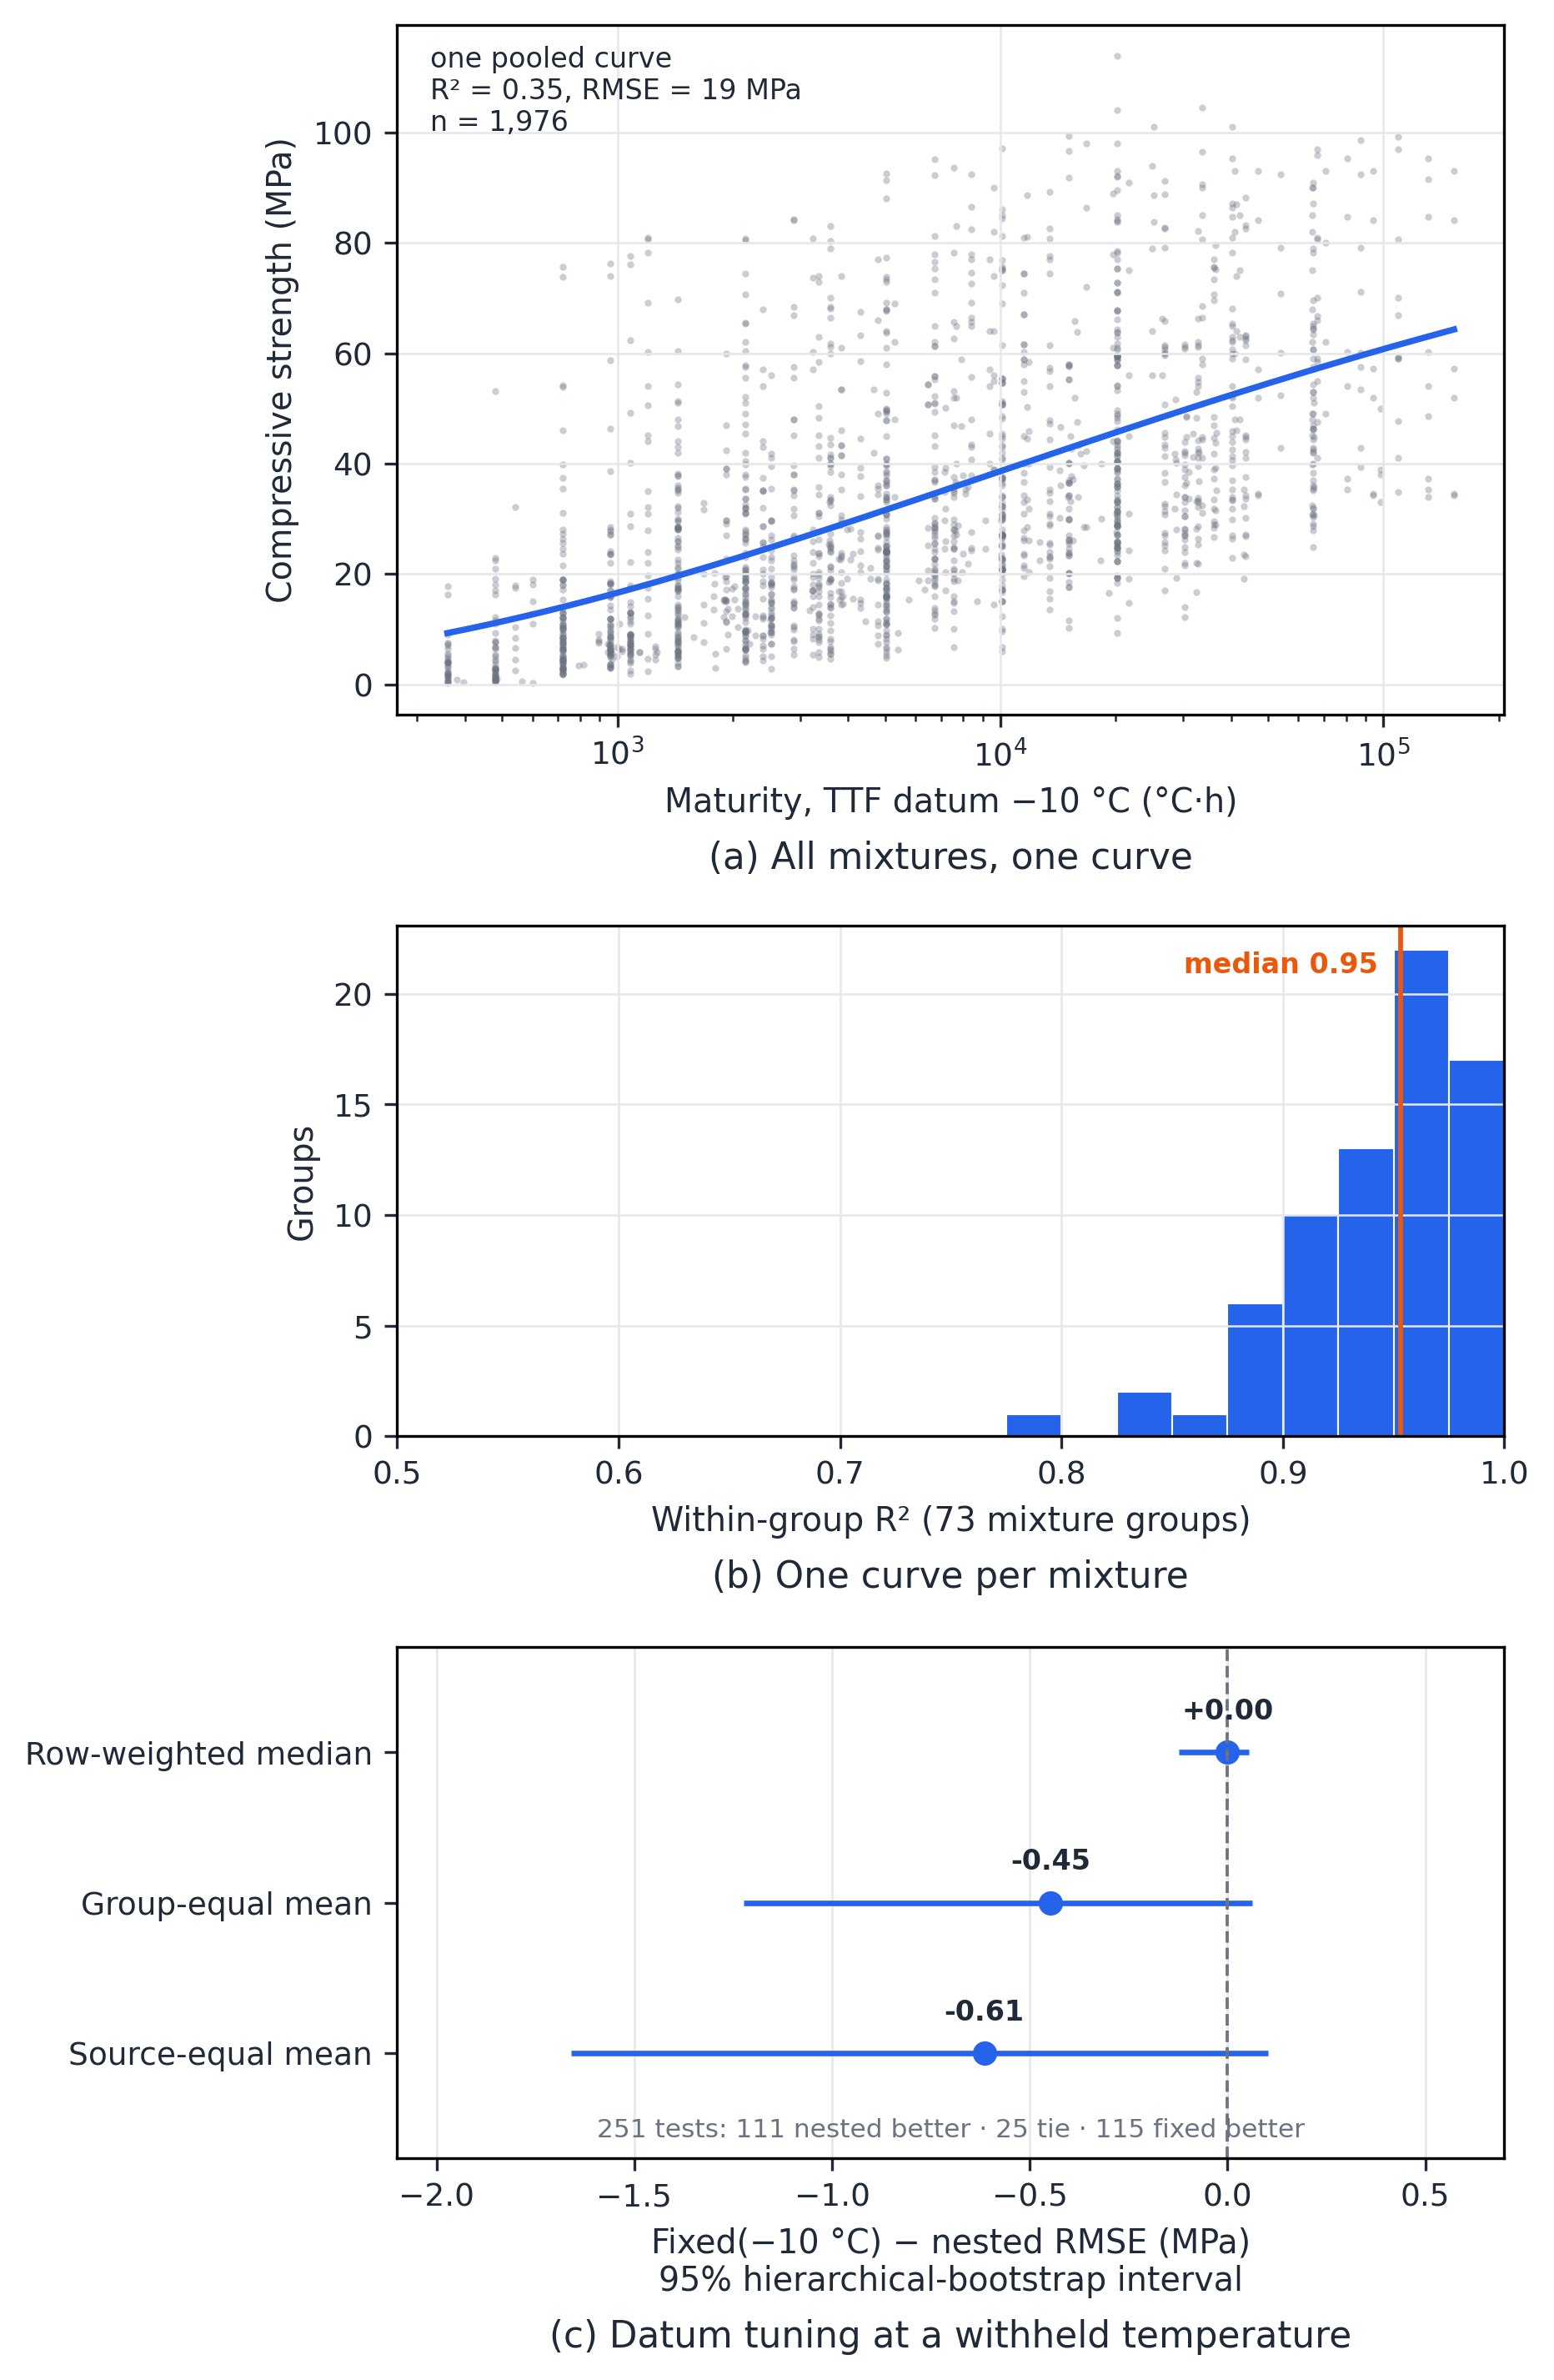 one pooled curve
R² = 0.35, RMSE = 19 MPa
n = 1,976
Compressive strength (MPa)
100
80
60
40
20
0
10³
10⁴
10⁵
Maturity, TTF datum −10 °C (°C·h)
(a) All mixtures, one curve
median 0.95
Groups
20
15
10
5
0
0.5
0.6
0.7
0.8
0.9
1.0
Within-group R² (73 mixture groups)
(b) One curve per mixture
Row-weighted median
+0.00
Group-equal mean
-0.45
Source-equal mean
-0.61
251 tests: 111 nested better · 25 tie · 115 fixed better
−2.0
−1.5
−1.0
−0.5
0.0
0.5
Fixed(−10 °C) − nested RMSE (MPa)
95% hierarchical-bootstrap interval
(c) Datum tuning at a withheld temperature